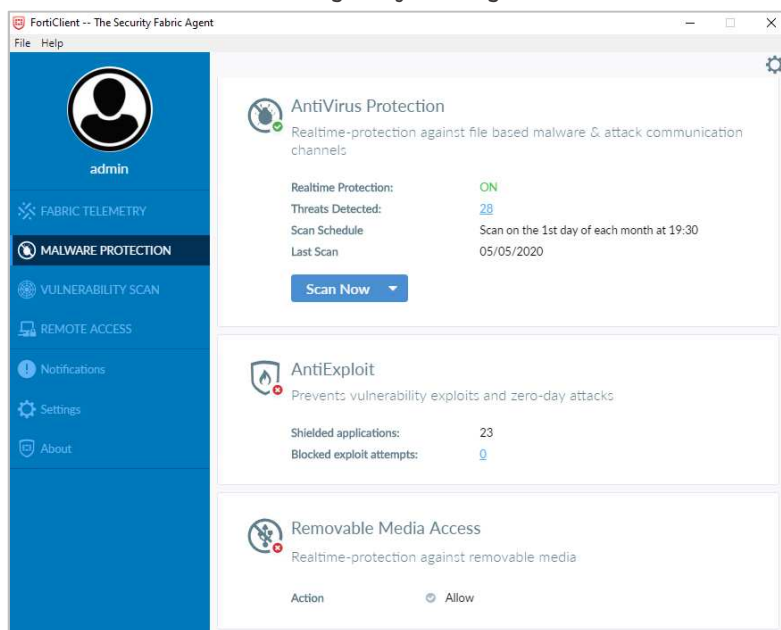 FortiClient -- The Security Fabric Agent
File Help
admin
FABRIC TELEMETRY
MALWARE PROTECTION
VULNERABILITY SCAN
REMOTE ACCESS
Notifications
Settings
About
AntiVirus Protection
Realtime-protection against file based malware & attack communication
channels
Realtime Protection: ON
Threats Detected: 28
Scan Schedule Scan on the 1st day of each month at 19:30
Last Scan 05/05/2020
Scan Now
AntiExploit
Prevents vulnerability exploits and zero-day attacks
Shielded applications: 23
Blocked exploit attempts: 0
Removable Media Access
Realtime-protection against removable media
Action Allow